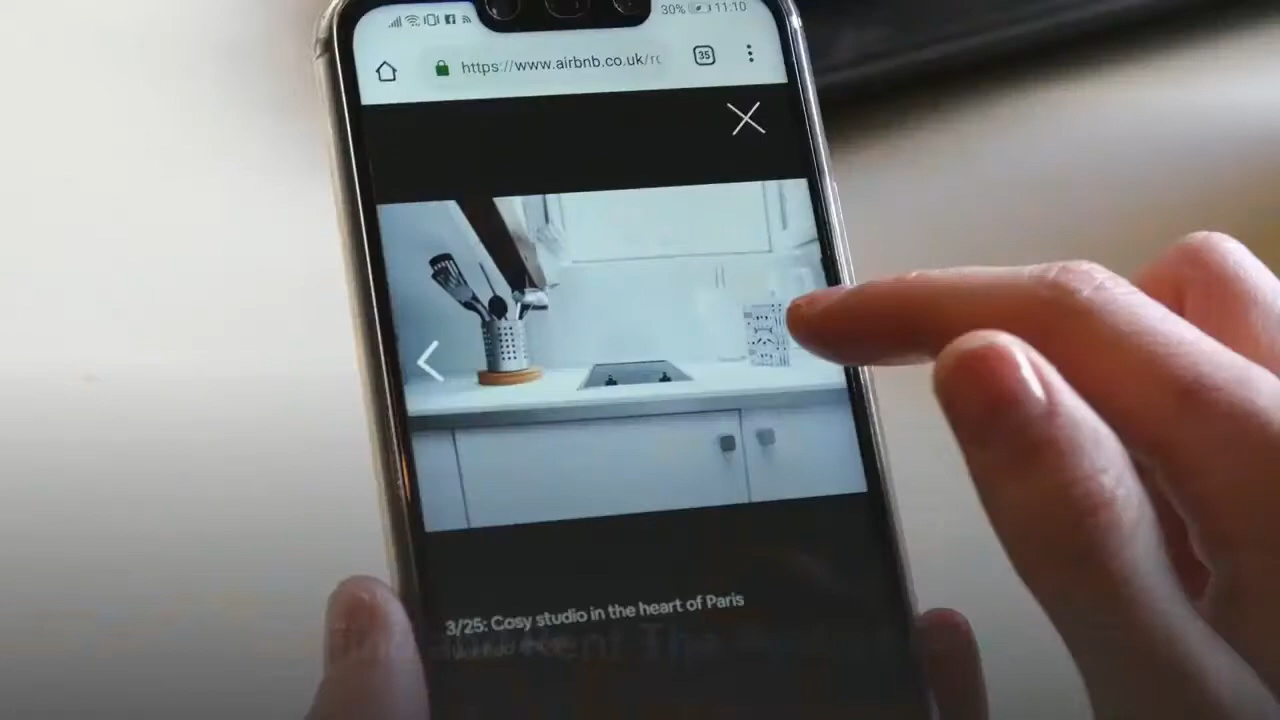 30% 11:10
https://www.airbnb.co.uk/r
35
3/25: Cosy studio in the heart of Paris